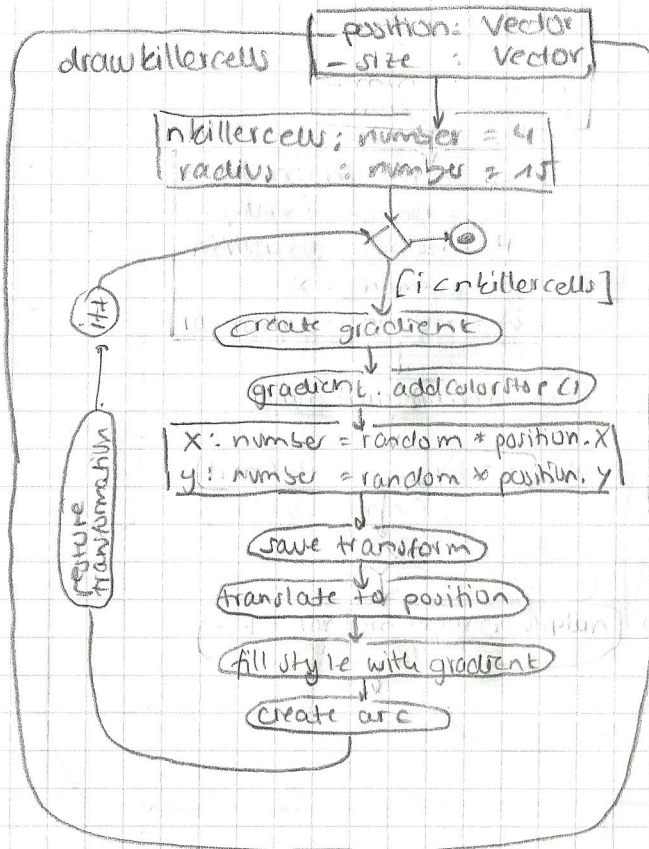 drawkillercells
- position: Vector
- size : Vector
nkillercells: number = 4
radius : number = 15
[i < nkillercells]
i++
create gradient
gradient. addcolorstop ()
x: number = random * position.x
y: number = random * position.y
save transform
restore
transformation
translate to position
fill style with gradient
create arc